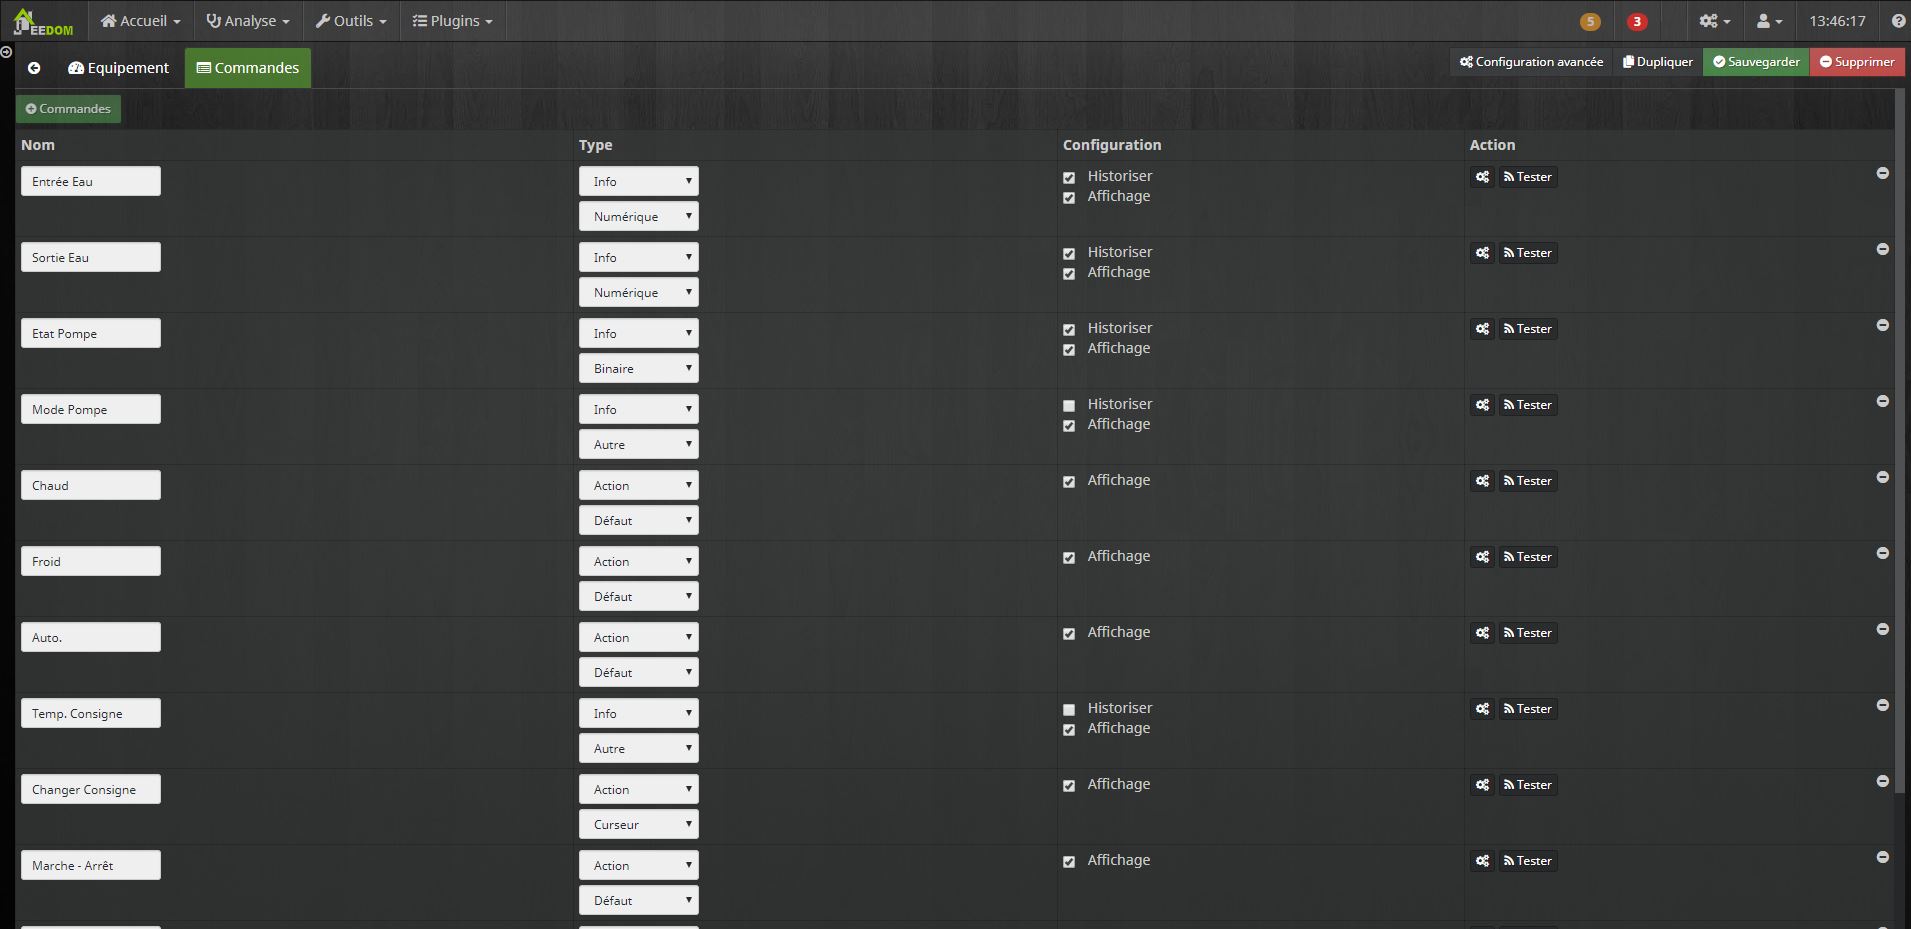 JEEDOM Accueil Analyse Outils Plugins 5 3 13:46:17
Equipement Commandes Configuration avancée Dupliquer Sauvegarder Supprimer
Commandes
Nom Type Configuration Action
Entrée Eau Info Historiser Tester
Affichage
Numérique
Sortie Eau Info Historiser Tester
Affichage
Numérique
Etat Pompe Info Historiser Tester
Affichage
Binaire
Mode Pompe Info Historiser Tester
Affichage
Autre
Chaud Action Affichage Tester
Défaut
Froid Action Affichage Tester
Défaut
Auto. Action Affichage Tester
Défaut
Temp. Consigne Info Historiser Tester
Affichage
Autre
Changer Consigne Action Affichage Tester
Curseur
Marche - Arrêt Action Affichage Tester
Défaut